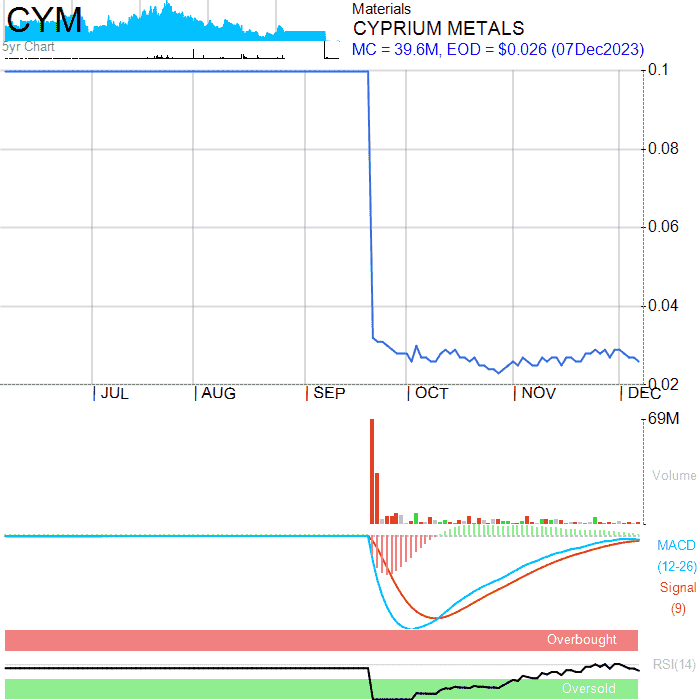 CYM
5yr Chart
Materials
CYPRIUM METALS
MC = 39.6M, EOD = $0.026 (07Dec2023)
0.1
0.08
0.06
0.04
0.02
JUL AUG SEP OCT NOV DEC
69M
Volume
MACD
(12-26)
Signal
(9)
Overbought
RSI(14)
Oversold